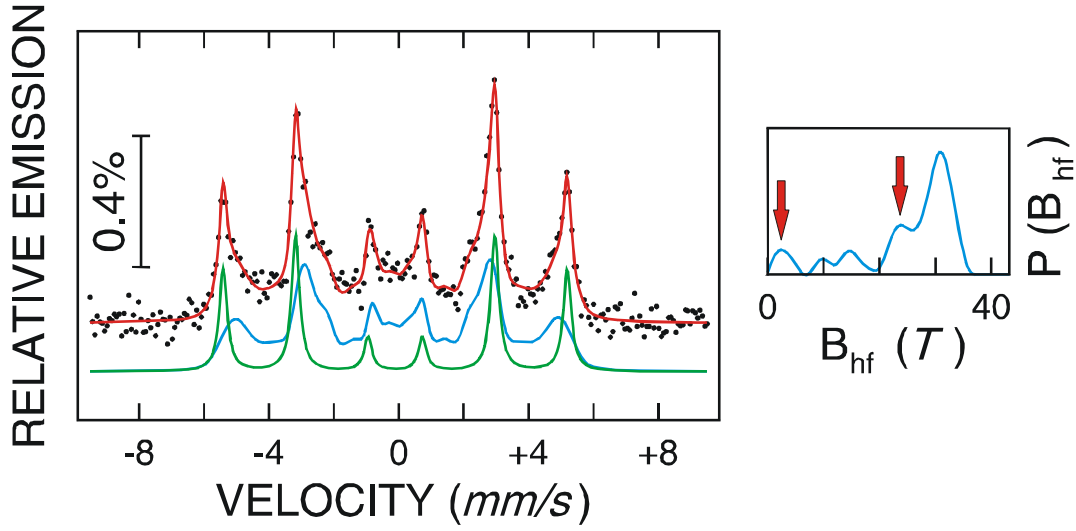 RELATIVE EMISSION
0.4%
-8 -4 0 +4 +8
VELOCITY (mm/s)
P (Bhf)
0 40
Bhf (T)